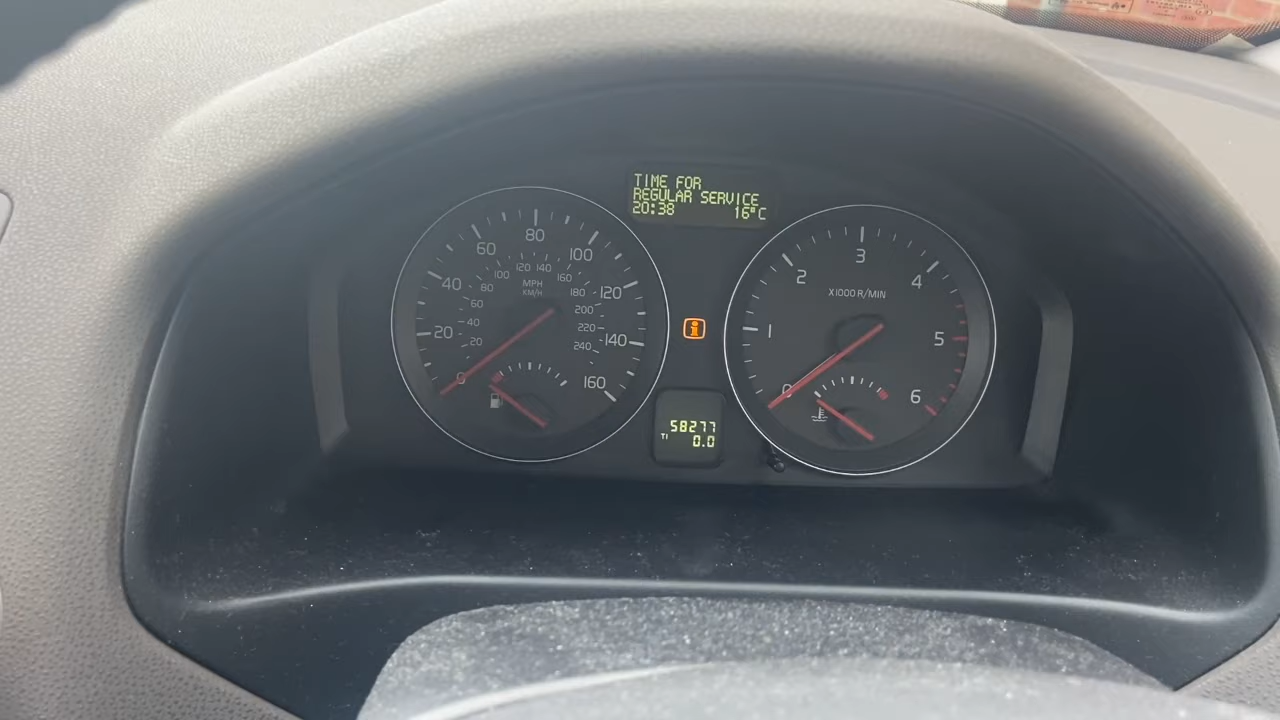 TIME FOR
REGULAR SERVICE
20:38 16°C
0 20 40 60 80 100 120 140 160
20 40 60 80 100 120 140 160 180 200 220 240
MPH
KM/H
0 1 2 3 4 5 6
X1000 R/MIN
i
58277
T1 0.0